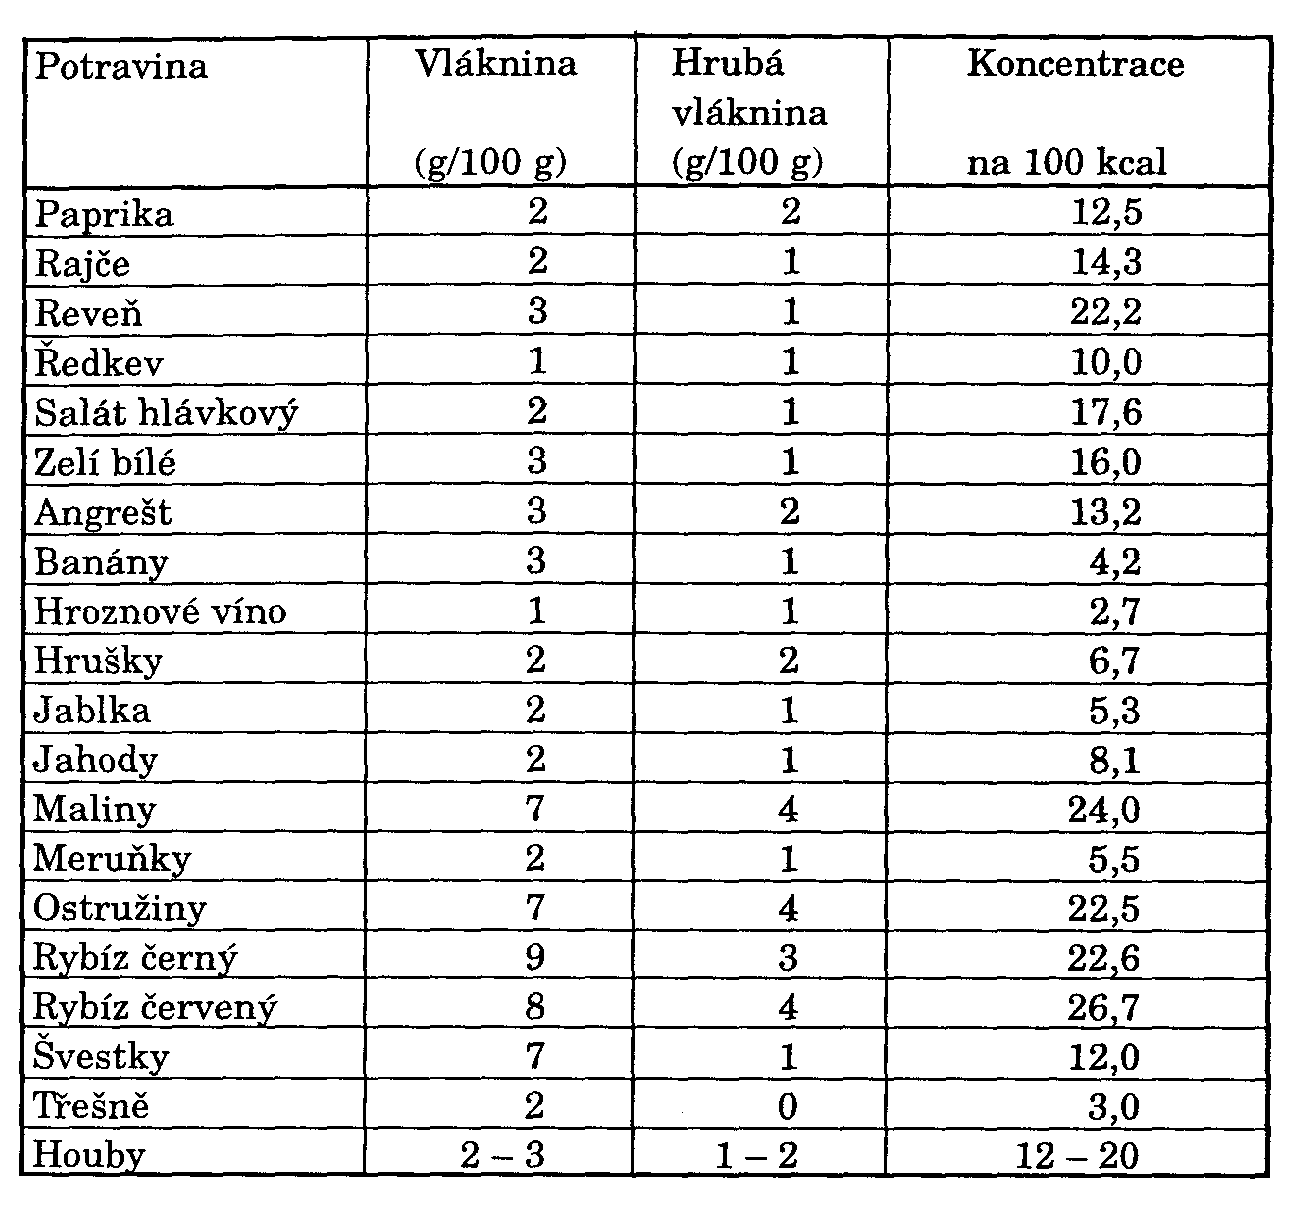 Potravina Vláknina Hrubá Koncentrace
vláknina
(g/100 g) (g/100 g) na 100 kcal
Paprika 2 2 12,5
Rajče 2 1 14,3
Reveň 3 1 22,2
Ředkev 1 1 10,0
Salát hlávkový 2 1 17,6
Zelí bílé 3 1 16,0
Angrešt 3 2 13,2
Banány 3 1 4,2
Hroznové víno 1 1 2,7
Hrušky 2 2 6,7
Jablka 2 1 5,3
Jahody 2 1 8,1
Maliny 7 4 24,0
Meruňky 2 1 5,5
Ostružiny 7 4 22,5
Rybíz černý 9 3 22,6
Rybíz červený 8 4 26,7
Švestky 7 1 12,0
Třešně 2 0 3,0
Houby 2 – 3 1 – 2 12 – 20